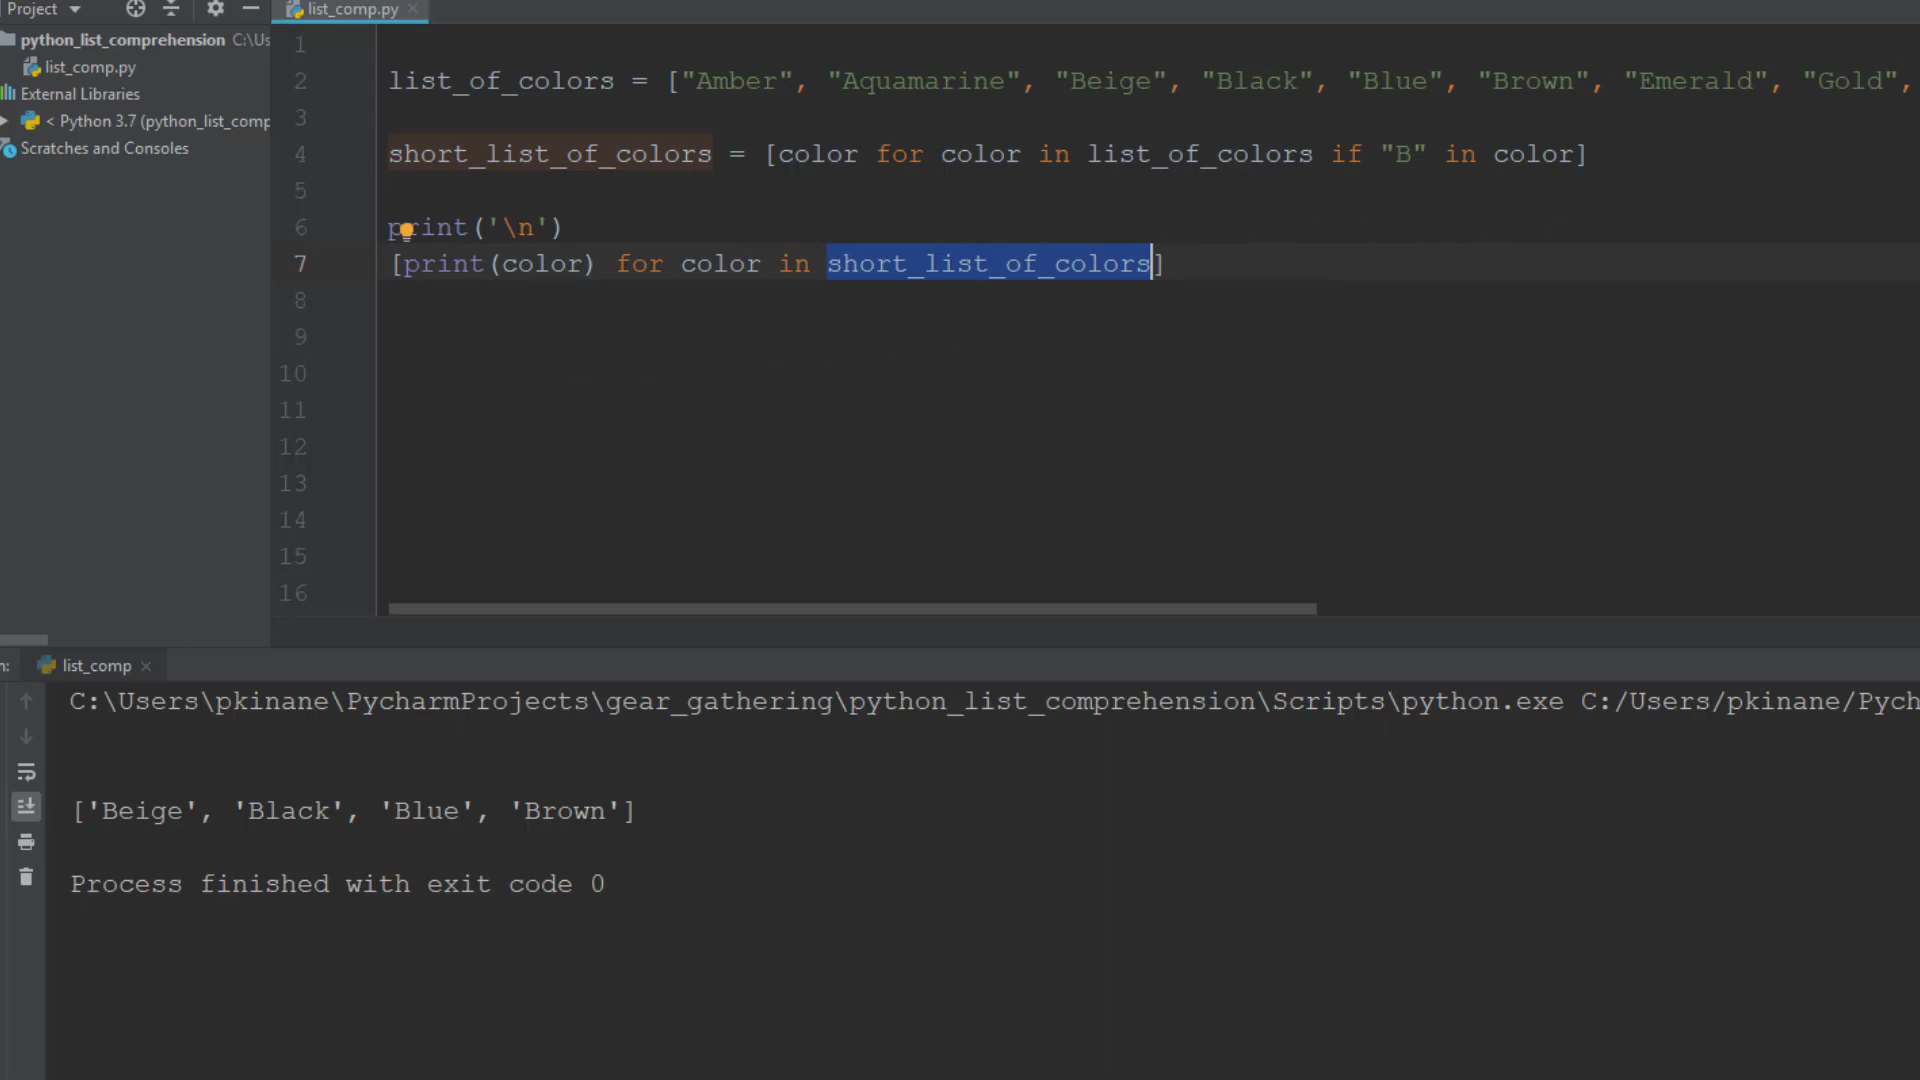 Project
list_comp.py
python_list_comprehension C:\Us
list_comp.py
External Libraries
< Python 3.7 (python_list_comp
Scratches and Consoles
1
2 list_of_colors = ["Amber", "Aquamarine", "Beige", "Black", "Blue", "Brown", "Emerald", "Gold",
3
4 short_list_of_colors = [color for color in list_of_colors if "B" in color]
5
6 print('\n')
7 [print(color) for color in short_list_of_colors]
8
9
10
11
12
13
14
15
16
n: list_comp
C:\Users\pkinane\PycharmProjects\gear_gathering\python_list_comprehension\Scripts\python.exe C:/Users/pkinane/Pych
['Beige', 'Black', 'Blue', 'Brown']
Process finished with exit code 0